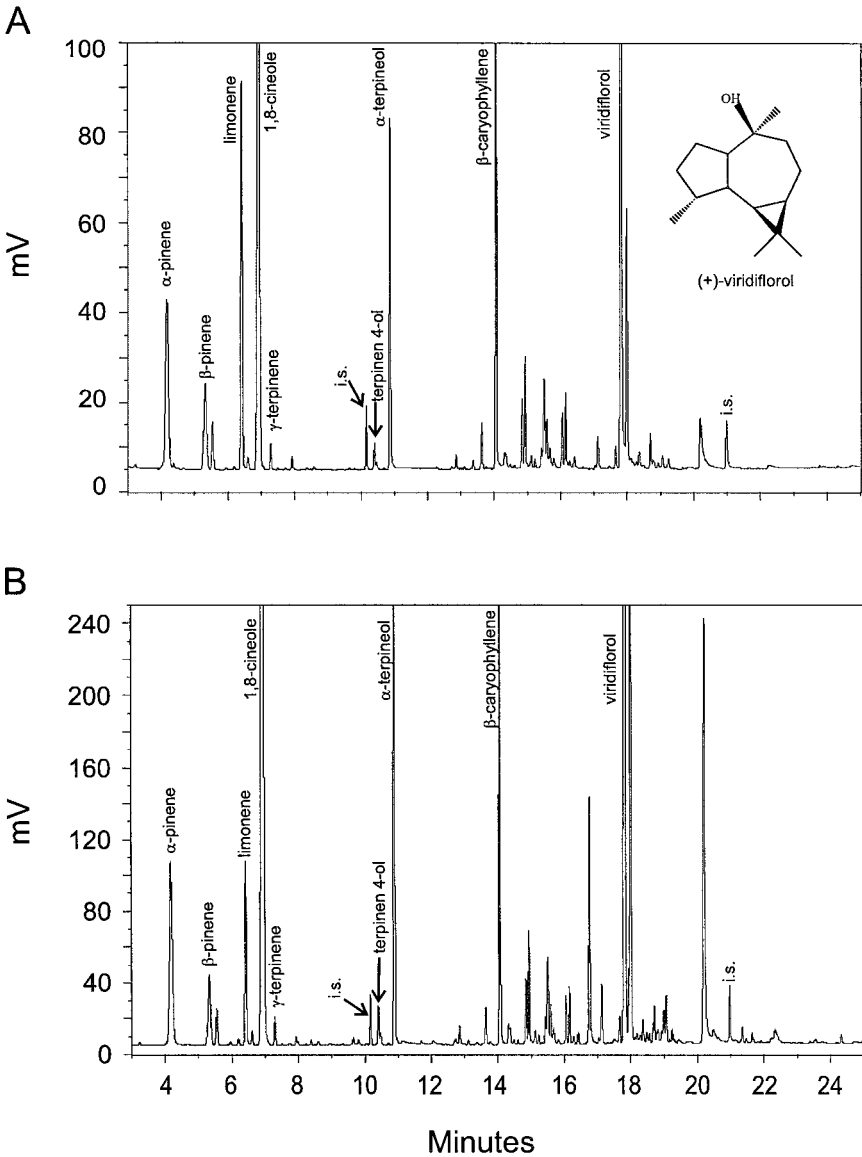 A
100
80
60
40
20
0
mV
α-pinene
β-pinene
limonene
1,8-cineole
γ-terpinene
i.s.
terpinen 4-ol
α-terpineol
β-caryophyllene
viridiflorol
i.s.
OH
(+)-viridiflorol
B
240
200
160
120
80
40
0
mV
α-pinene
β-pinene
limonene
1,8-cineole
γ-terpinene
i.s.
terpinen 4-ol
α-terpineol
β-caryophyllene
viridiflorol
i.s.
4 6 8 10 12 14 16 18 20 22 24
Minutes